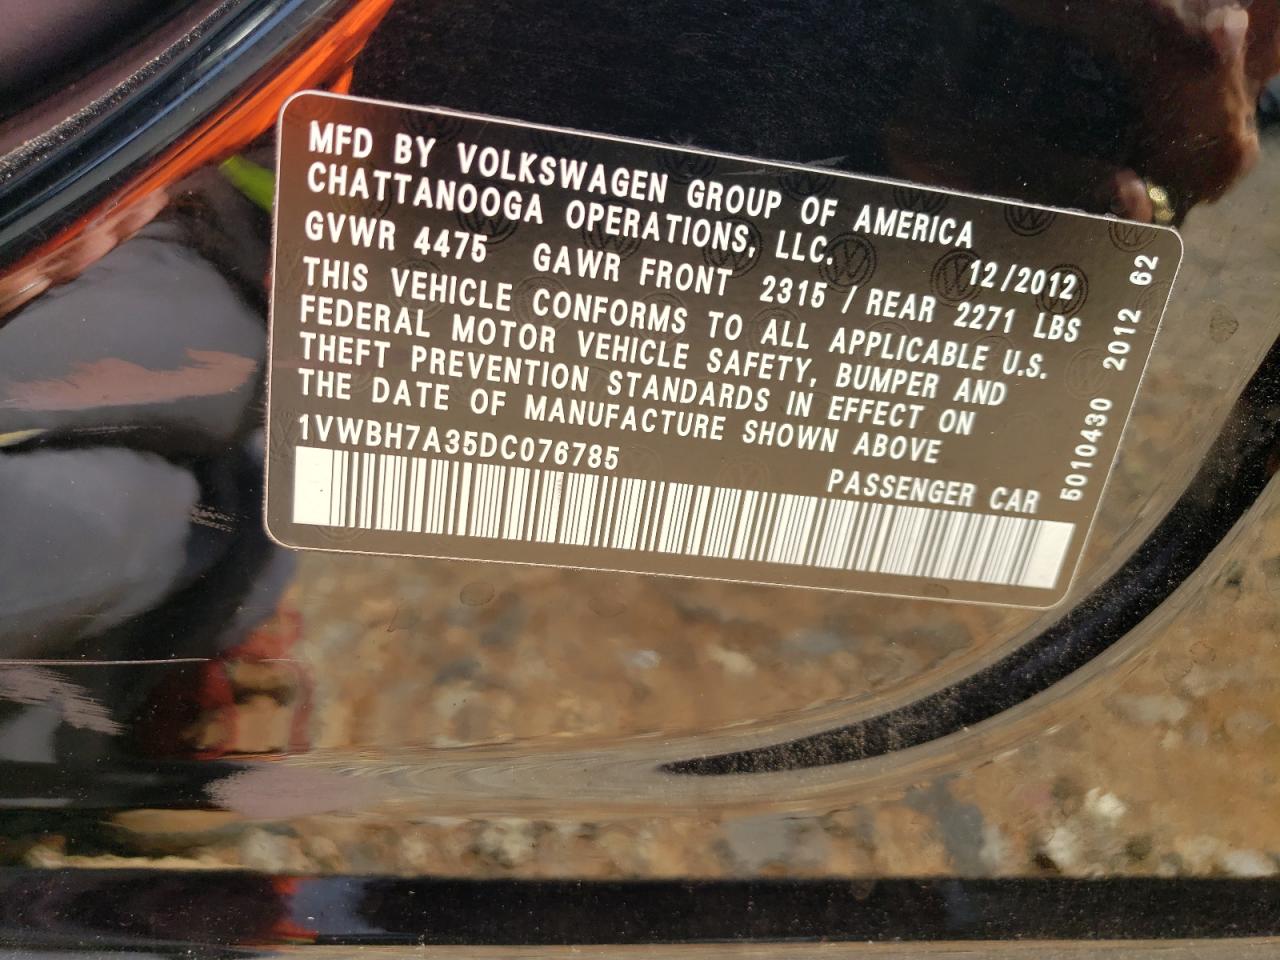 MFD BY VOLKSWAGEN GROUP OF AMERICA
CHATTANOOGA OPERATIONS, LLC.
12/2012
GVWR 4475 GAWR FRONT 2315 / REAR 2271 LBS
THIS VEHICLE CONFORMS TO ALL APPLICABLE U.S.
FEDERAL MOTOR VEHICLE SAFETY, BUMPER AND
THEFT PREVENTION STANDARDS IN EFFECT ON
THE DATE OF MANUFACTURE SHOWN ABOVE
1VWBH7A35DC076785
PASSENGER CAR
5010430 2012 62